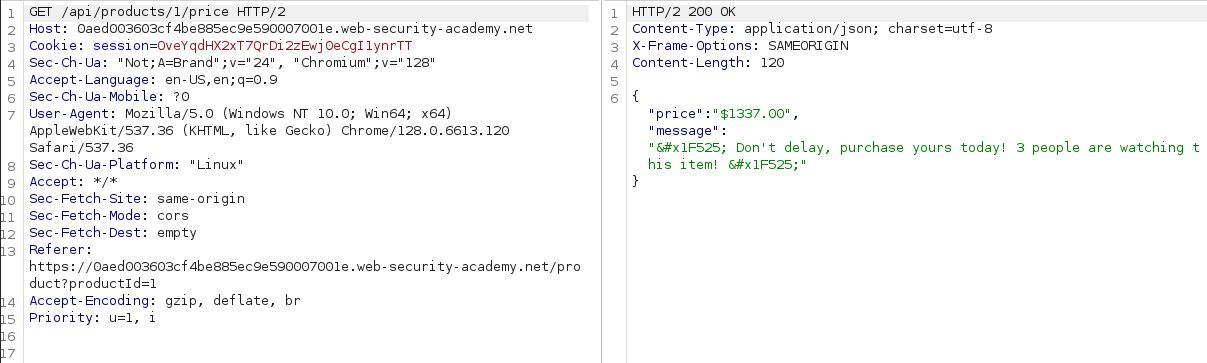 1 GET /api/products/1/price HTTP/2
2 Host: 0aed003603cf4be885ec9e590007001e.web-security-academy.net
3 Cookie: session=OveYqdHX2xT7QrDi2zEwjOeCgIlynrTT
4 Sec-Ch-Ua: "Not;A=Brand";v="24", "Chromium";v="128"
5 Accept-Language: en-US,en;q=0.9
6 Sec-Ch-Ua-Mobile: ?0
7 User-Agent: Mozilla/5.0 (Windows NT 10.0; Win64; x64)
AppleWebKit/537.36 (KHTML, like Gecko) Chrome/128.0.6613.120
Safari/537.36
8 Sec-Ch-Ua-Platform: "Linux"
9 Accept: */*
10 Sec-Fetch-Site: same-origin
11 Sec-Fetch-Mode: cors
12 Sec-Fetch-Dest: empty
13 Referer:
https://0aed003603cf4be885ec9e590007001e.web-security-academy.net/pro
duct?productId=1
14 Accept-Encoding: gzip, deflate, br
15 Priority: u=1, i
16
17
1 HTTP/2 200 OK
2 Content-Type: application/json; charset=utf-8
3 X-Frame-Options: SAMEORIGIN
4 Content-Length: 120
5
6 {
"price":"$1337.00",
"message":
"&#x1F525; Don't delay, purchase yours today! 3 people are watching t
his item! &#x1F525;"
}